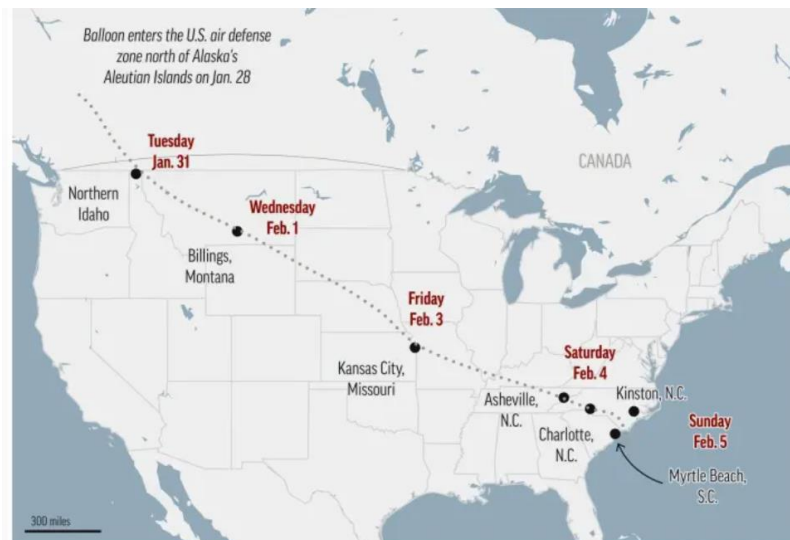 Balloon enters the U.S. air defense
zone north of Alaska's
Aleutian Islands on Jan. 28
Tuesday
Jan. 31
Northern
Idaho
CANADA
Wednesday
Feb. 1
Billings,
Montana
Friday
Feb. 3
Kansas City,
Missouri
Saturday
Feb. 4
Asheville,
N.C.
Kinston, N.C.
Charlotte,
N.C.
Sunday
Feb. 5
Myrtle Beach,
S.C.
300 miles